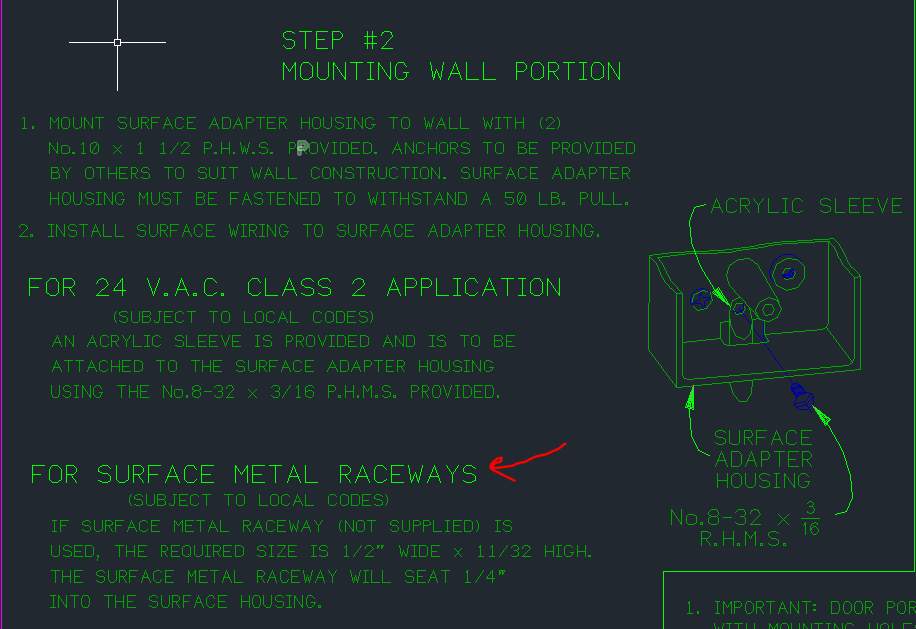 STEP #2
MOUNTING WALL PORTION
1. MOUNT SURFACE ADAPTER HOUSING TO WALL WITH (2)
No.10 x 1 1/2 P.H.W.S. PROVIDED. ANCHORS TO BE PROVIDED
BY OTHERS TO SUIT WALL CONSTRUCTION. SURFACE ADAPTER
HOUSING MUST BE FASTENED TO WITHSTAND A 50 LB. PULL.
2. INSTALL SURFACE WIRING TO SURFACE ADAPTER HOUSING.
FOR 24 V.A.C. CLASS 2 APPLICATION
(SUBJECT TO LOCAL CODES)
AN ACRYLIC SLEEVE IS PROVIDED AND IS TO BE
ATTACHED TO THE SURFACE ADAPTER HOUSING
USING THE No.8-32 x 3/16 P.H.M.S. PROVIDED.
FOR SURFACE METAL RACEWAYS
(SUBJECT TO LOCAL CODES)
IF SURFACE METAL RACEWAY (NOT SUPPLIED) IS
USED, THE REQUIRED SIZE IS 1/2" WIDE x 11/32 HIGH.
THE SURFACE METAL RACEWAY WILL SEAT 1/4"
INTO THE SURFACE HOUSING.
ACRYLIC SLEEVE
SURFACE
ADAPTER
HOUSING
No.8-32 x 3/16
R.H.M.S.
1. IMPORTANT: DOOR POR
WITH MOUNTING HOLE